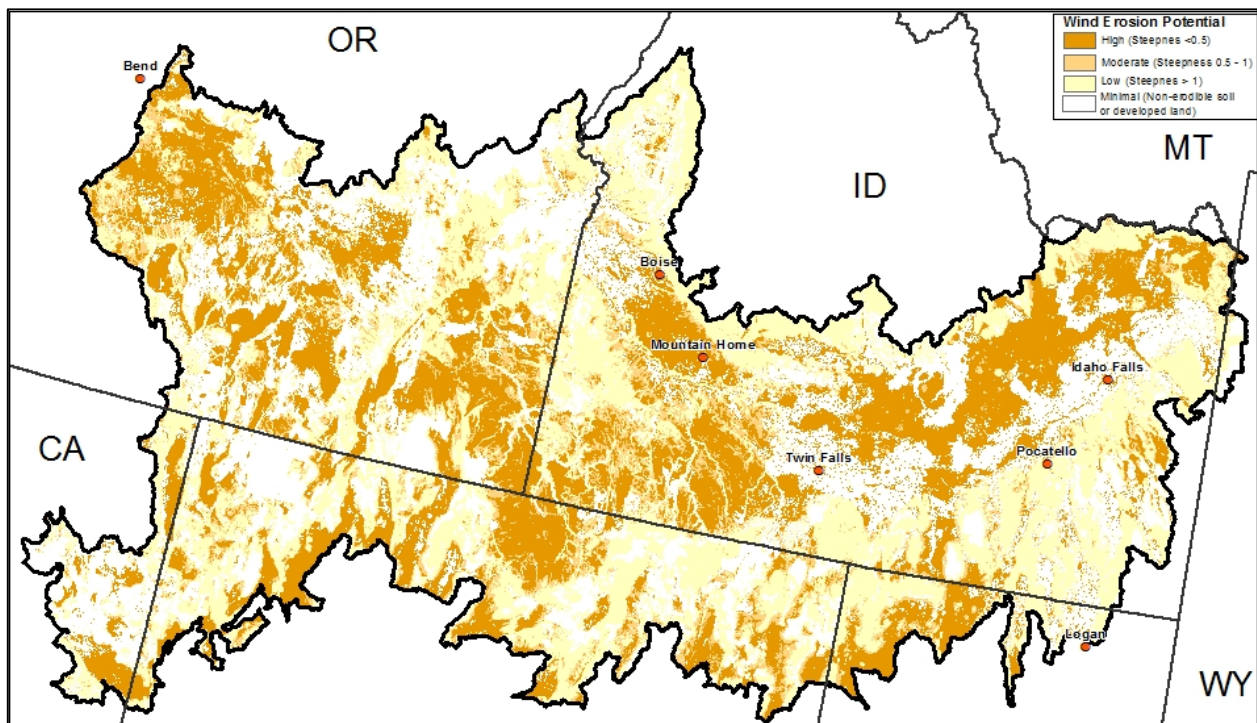 OR
Wind Erosion Potential
High (Steepnes <0.5)
Moderate (Steepness 0.5 - 1)
Low (Steepnes > 1)
Minimal (Non-erodible soil
or developed land)
Bend
MT
ID
Boise
Mountain Home
Idaho Falls
CA
Twin Falls
Pocatello
Logan
WY